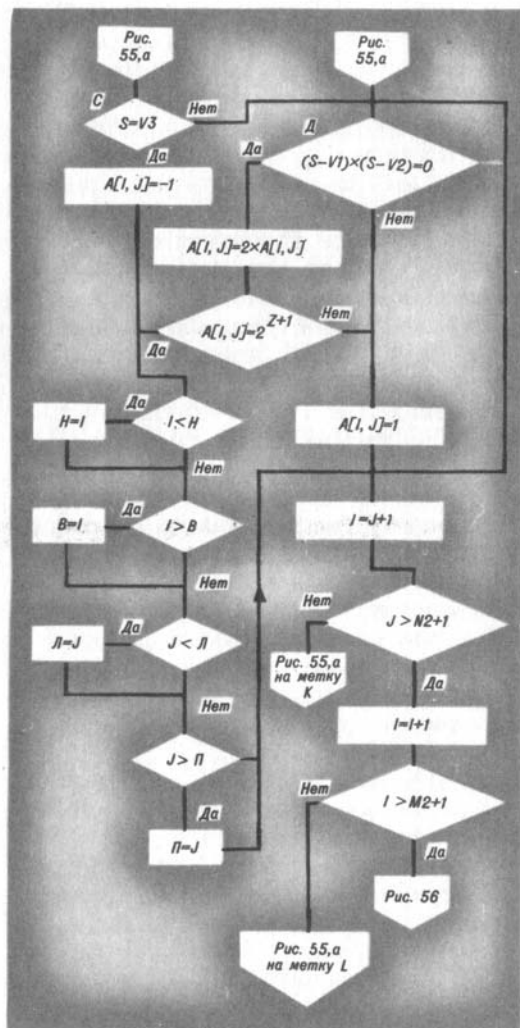 Рис.
55,а
Рис.
55,а
С
S=V3
Нет
Да
Д
Да
(S-V1)×(S-V2)=0
Нет
A[I, J]=-1
A[I, J]=2×A[I,J]
A[I, J]=2^Z+1
Нет
Да
Да
I<H
H=I
Нет
A[I, J]=1
Да
I>B
B=I
Нет
J=J+1
Да
J<Л
Л=J
Нет
Нет
J>N2+1
Рис. 55,а
на метку
K
Да
I=I+1
J>П
Да
П=J
Нет
I>M2+1
Да
Рис. 56
Рис. 55,а
на метку L